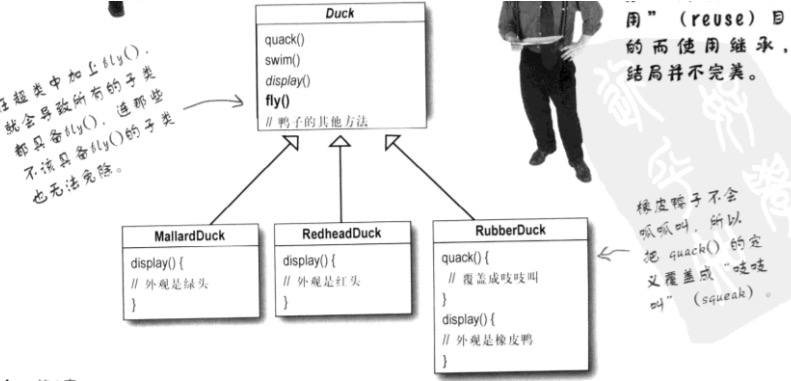 Duck
quack()
swim()
display()
fly()
// 鸭子的其他方法
用”（reuse）目
的而使用继承，
结局并不完美。
在超类中加上fly()，
就会导致所有的子类
都具备fly()，连那些
不该具备fly()的子类
也无法免除。
MallardDuck
display() {
// 外观是绿头
}
RedheadDuck
display() {
// 外观是红头
}
RubberDuck
quack() {
// 覆盖成吱吱叫
}
display() {
// 外观是橡皮鸭
}
橡皮鸭子不会
呱呱叫，所以
把 quack() 的定
义覆盖成“吱吱
叫”（squeak）。